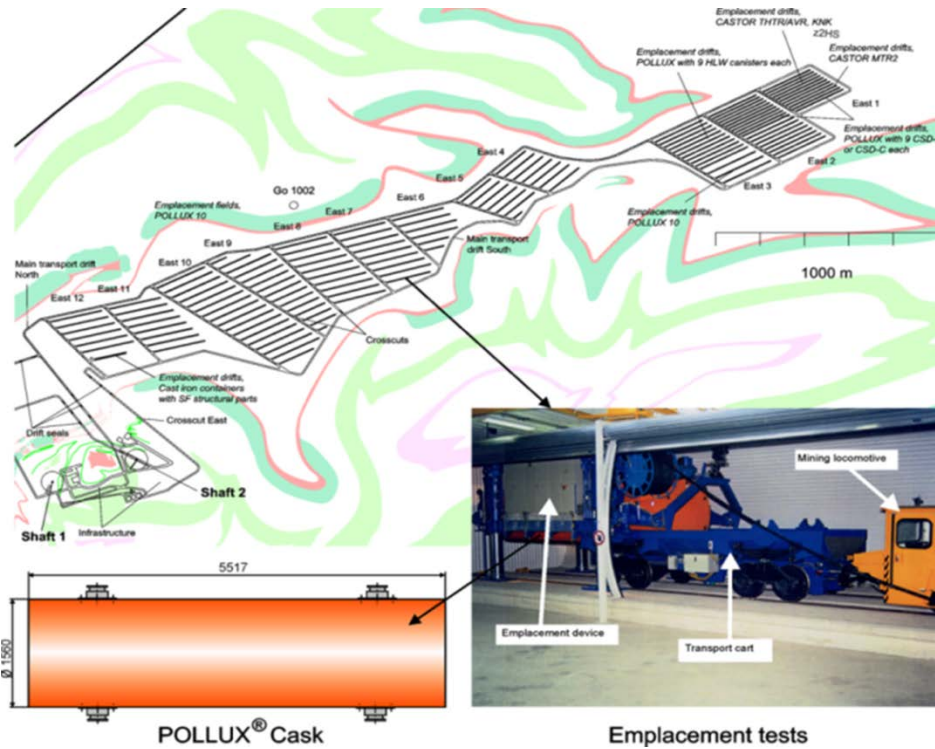 Emplacement drifts,
CASTOR THTR/AVR, KNK
z2HS
Emplacement drifts,
POLLUX with 9 HLW canisters each
Emplacement drifts,
CASTOR MTR2
East 1
Emplacement drifts,
POLLUX with 9 CSD-
or CSD-C each
East 2
East 3
Emplacement drifts,
POLLUX 10
East 4
East 5
East 6
East 7
East 8
East 9
East 10
East 11
East 12
Go 1002
Emplacement fields,
POLLUX 10
Main transport
drift South
Main transport drift
North
1000 m
Crosscuts
Emplacement drifts,
Cast iron containers
with SF structural parts
Crosscut East
Drift seals
Shaft 2
Shaft 1
Infrastructure
Mining locomotive
Emplacement device
Transport cart
5517
Ø 1560
POLLUX® Cask
Emplacement tests